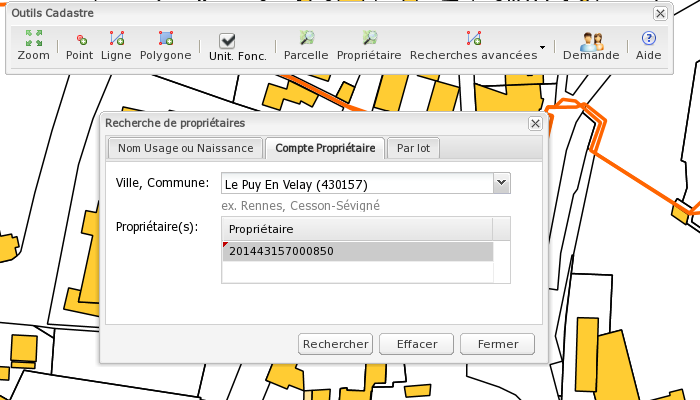 Outils Cadastre
Zoom Point Ligne Polygone Unit. Fonc. Parcelle Propriétaire Recherches avancées Demande Aide
Recherche de propriétaires
Nom Usage ou Naissance Compte Propriétaire Par lot
Ville, Commune: Le Puy En Velay (430157)
ex. Rennes, Cesson-Sévigné
Propriétaire(s): Propriétaire
201443157000850
Rechercher Effacer Fermer